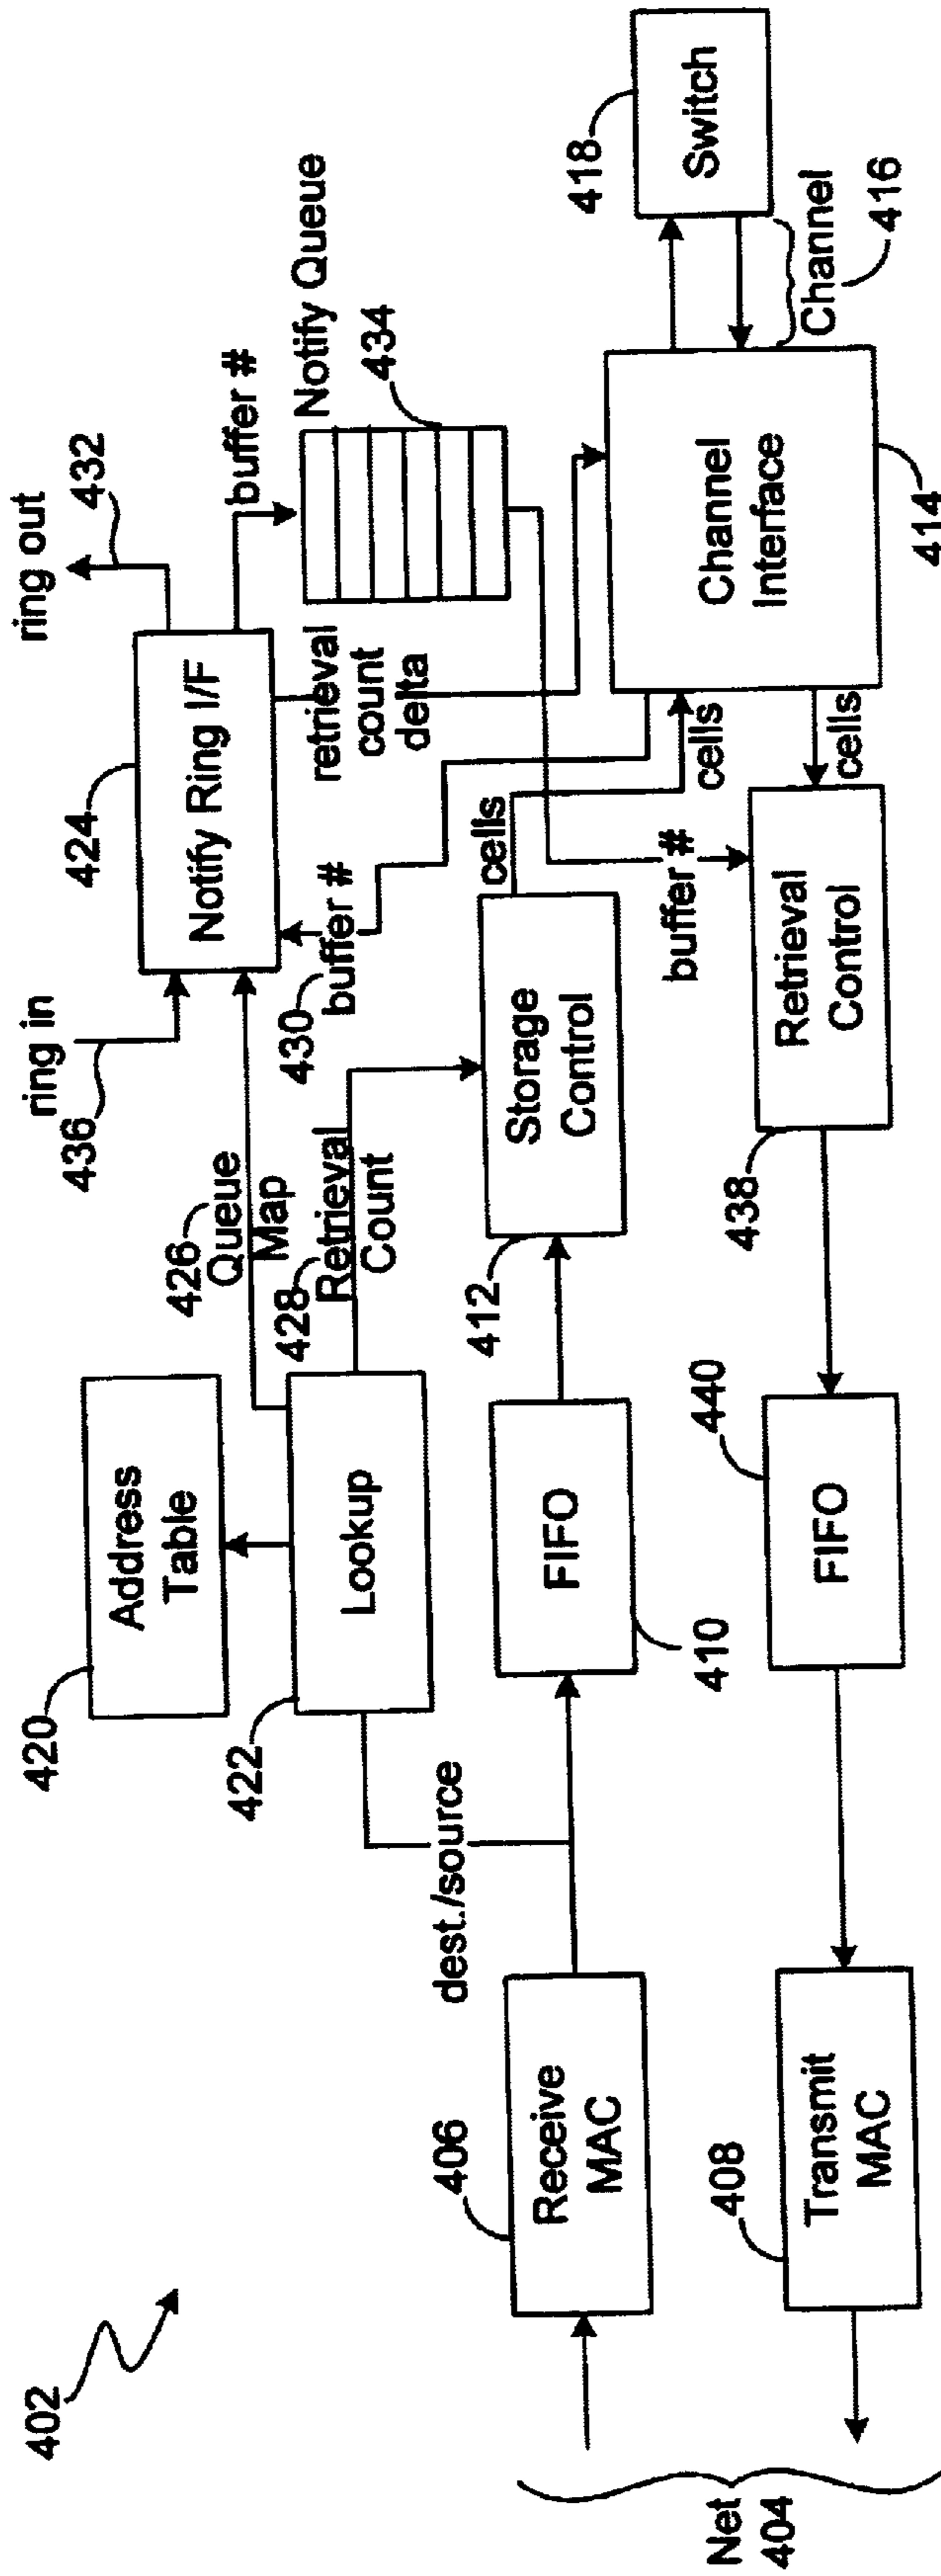 402
Net
404
406
Receive
MAC
408
Transmit
MAC
dest./source
420
Address
Table
422
Lookup
410
FIFO
440
FIFO
426
Queue
Map
428
Retrieval
Count
412
Storage
Control
438
Retrieval
Control
ring in
436
424
Notify Ring I/F
ring out
432
430
buffer #
retrieval
count
delta
buffer #
Notify Queue
434
cells
cells
buffer #
cells
Channel
Interface
414
418
Switch
Channel
416